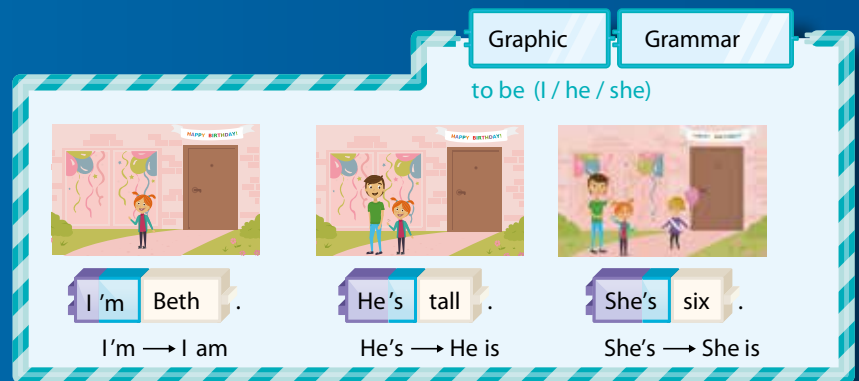 Graphic Grammar
to be (I / he / she)
HAPPY BIRTHDAY! HAPPY BIRTHDAY!
I'm Beth . He's tall . She's six .
I'm → I am He's → He is She's → She is